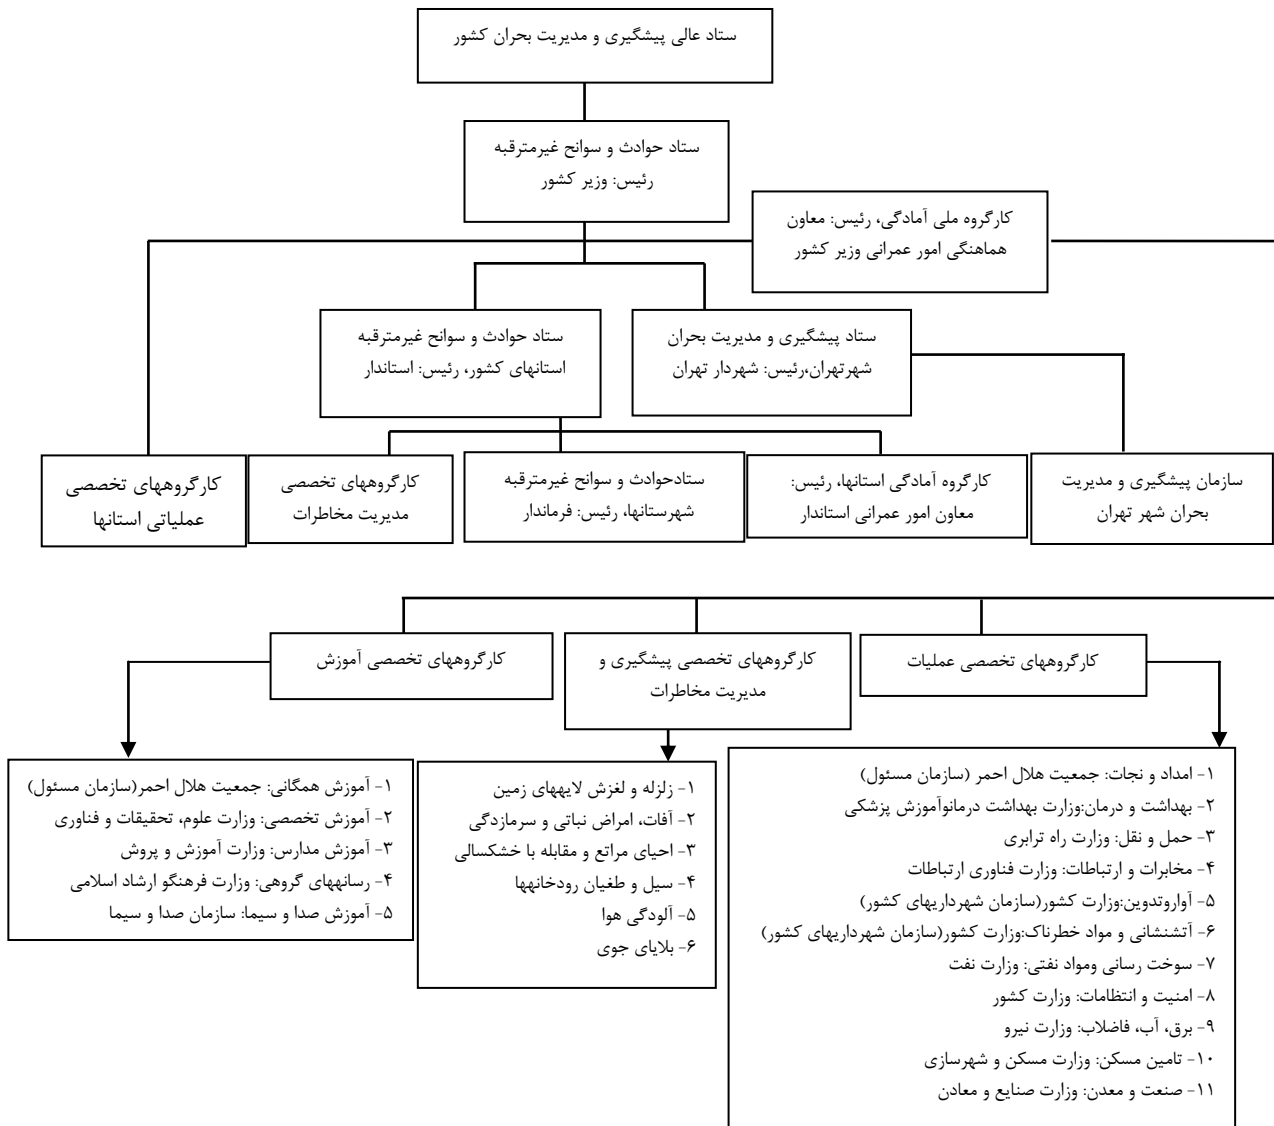 ستاد عالی پیشگیری و مدیریت بحران کشور
ستاد حوادث و سوانح غیرمترقبه
رئیس: وزیر کشور
کارگروه ملی آمادگی، رئیس: معاون
هماهنگی امور عمرانی وزیر کشور
ستاد پیشگیری و مدیریت بحران
شهرتهران،رئیس: شهردار تهران
ستاد حوادث و سوانح غیرمترقبه
استانهای کشور، رئیس: استاندار
سازمان پیشگیری و مدیریت
بحران شهر تهران
کارگروه آمادگی استانها، رئیس:
معاون امور عمرانی استاندار
ستادحوادث و سوانح غیرمترقبه
شهرستانها، رئیس: فرماندار
کارگروههای تخصصی
مدیریت مخاطرات
کارگروههای تخصصی
عملیاتی استانها
کارگروههای تخصصی عملیات
کارگروههای تخصصی پیشگیری و
مدیریت مخاطرات
کارگروههای تخصصی آموزش
۱- امداد و نجات: جمعیت هلال احمر (سازمان مسئول)
۲- بهداشت و درمان:وزارت بهداشت درمانوآموزش پزشکی
۳- حمل و نقل: وزارت راه ترابری
۴- مخابرات و ارتباطات: وزارت فناوری ارتباطات
۵- آواروتدوین:وزارت کشور(سازمان شهرداریهای کشور)
۶- آتشنشانی و مواد خطرناک:وزارت کشور(سازمان شهرداریهای کشور)
۷- سوخت رسانی ومواد نفتی: وزارت نفت
۸- امنیت و انتظامات: وزارت کشور
۹- برق، آب، فاضلاب: وزارت نیرو
۱۰- تامین مسکن: وزارت مسکن و شهرسازی
۱۱- صنعت و معدن: وزارت صنایع و معادن
۱- زلزله و لغزش لایههای زمین
۲- آفات، امراض نباتی و سرمازدگی
۳- احیای مراتع و مقابله با خشکسالی
۴- سیل و طغیان رودخانهها
۵- آلودگی هوا
۶- بلایای جوی
۱- آموزش همگانی: جمعیت هلال احمر(سازمان مسئول)
۲- آموزش تخصصی: وزارت علوم، تحقیقات و فناوری
۳- آموزش مدارس: وزارت آموزش و پروش
۴- رسانههای گروهی: وزارت فرهنگو ارشاد اسلامی
۵- آموزش صدا و سیما: سازمان صدا و سیما